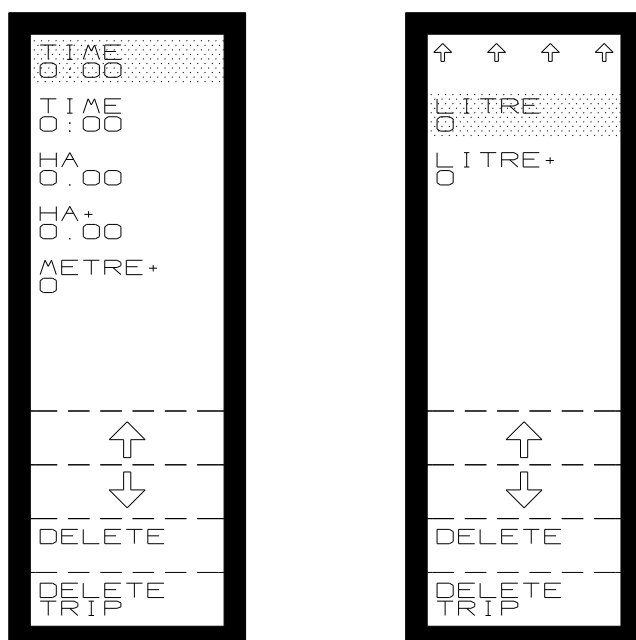 TIME
0:00
TIME
0:00
HA
0.00
HA+
0.00
METRE+
0
DELETE
DELETE
TRIP
LITRE
0
LITRE+
0
DELETE
DELETE
TRIP